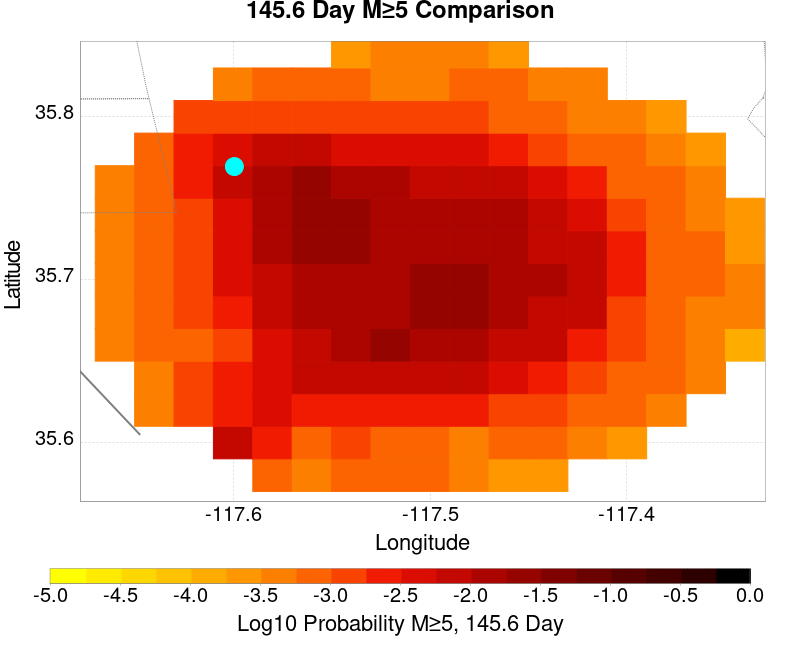 145.6 Day M≥5 Comparison
35.8
35.7
35.6
Latitude
-117.6 -117.5 -117.4
Longitude
-5.0 -4.5 -4.0 -3.5 -3.0 -2.5 -2.0 -1.5 -1.0 -0.5 0.0
Log10 Probability M≥5, 145.6 Day